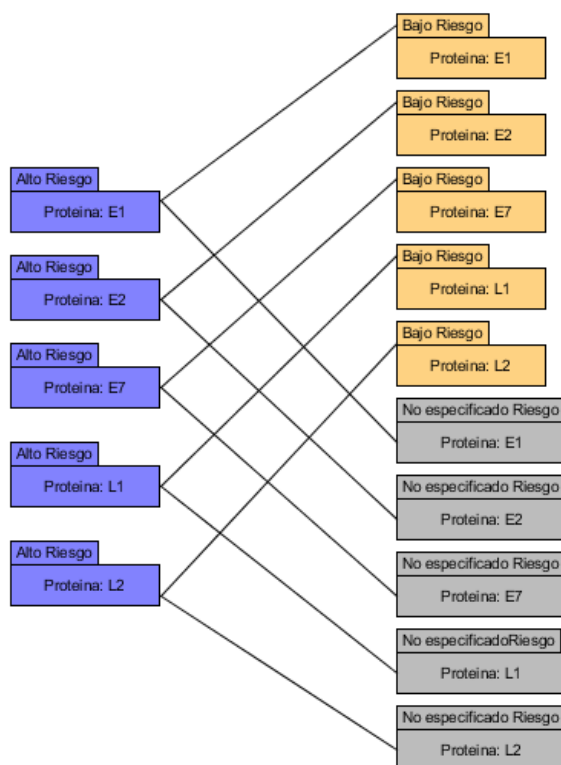 Alto Riesgo
Proteina: E1
Alto Riesgo
Proteina: E2
Alto Riesgo
Proteina: E7
Alto Riesgo
Proteina: L1
Alto Riesgo
Proteina: L2
Bajo Riesgo
Proteina: E1
Bajo Riesgo
Proteina: E2
Bajo Riesgo
Proteina: E7
Bajo Riesgo
Proteina: L1
Bajo Riesgo
Proteina: L2
No especificado Riesgo
Proteina: E1
No especificado Riesgo
Proteina: E2
No especificado Riesgo
Proteina: E7
No especificadoRiesgo
Proteina: L1
No especificado Riesgo
Proteina: L2